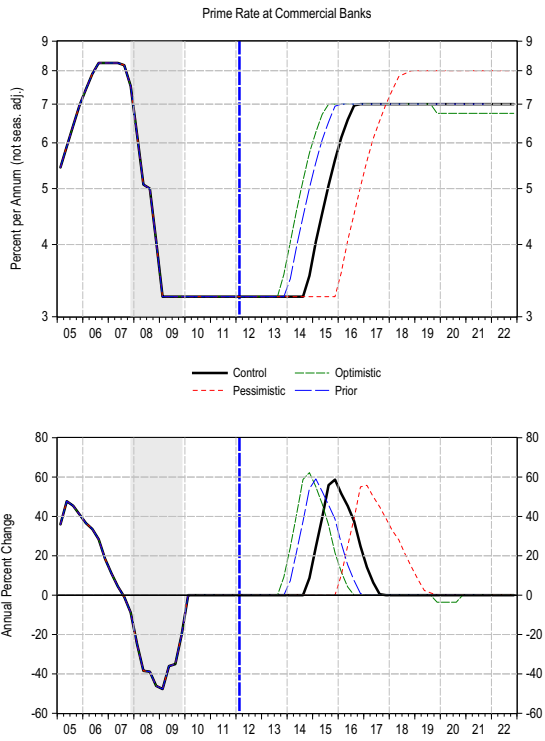 Prime Rate at Commercial Banks
Percent per Annum (not seas. adj.)
9 9
8 8
7 7
6 6
5 5
4 4
3 3
05 06 07 08 09 10 11 12 13 14 15 16 17 18 19 20 21 22
Control Optimistic
Pessimistic Prior
Annual Percent Change
80 80
60 60
40 40
20 20
0 0
-20 -20
-40 -40
-60 -60
05 06 07 08 09 10 11 12 13 14 15 16 17 18 19 20 21 22